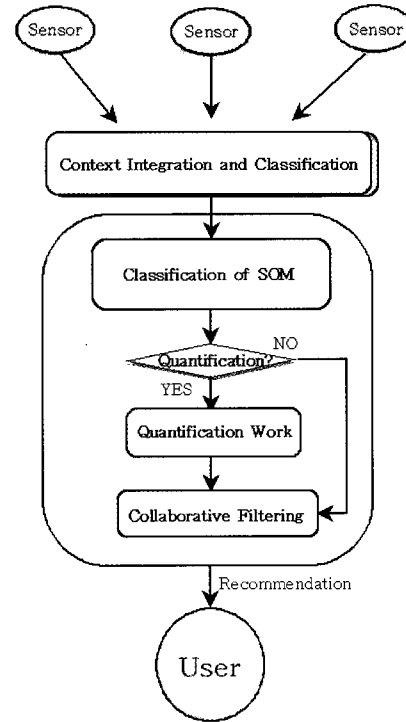 Sensor
Sensor
Sensor
Context Integration and Classification
Classification of SOM
Quantification?
NO
YES
Quantification Work
Collaborative Filtering
Recommendation
User